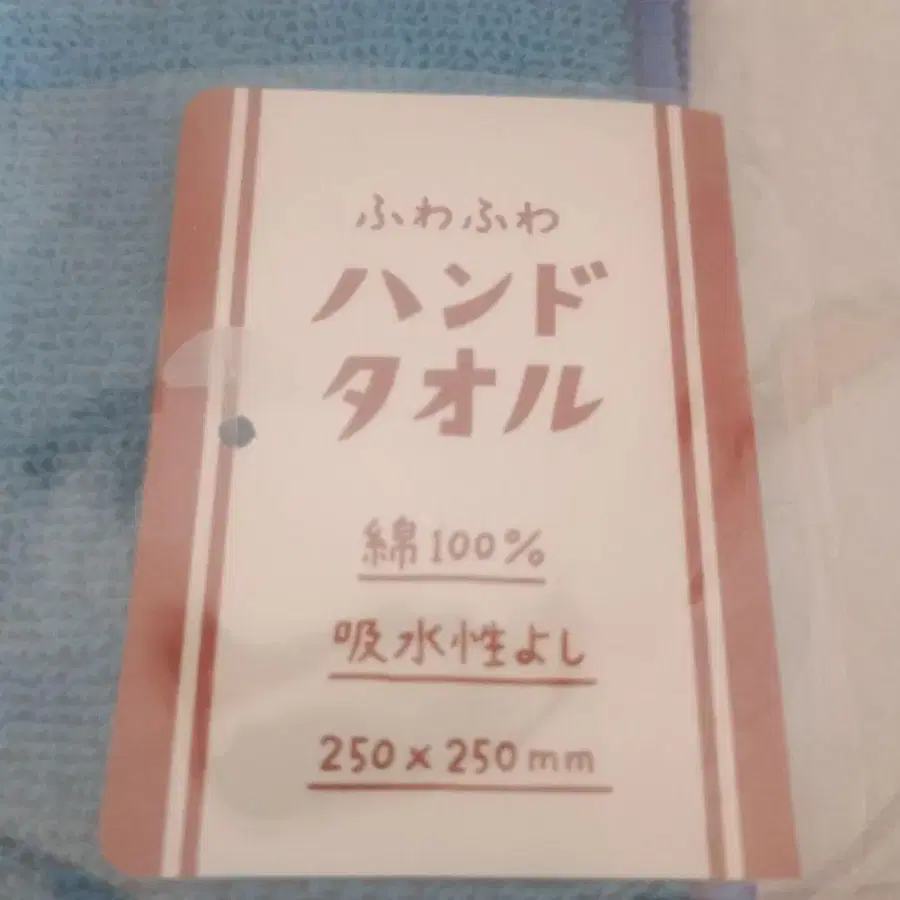 ふわふわ
ハンド
タオル
綿100%
吸水性よし
250×250mm